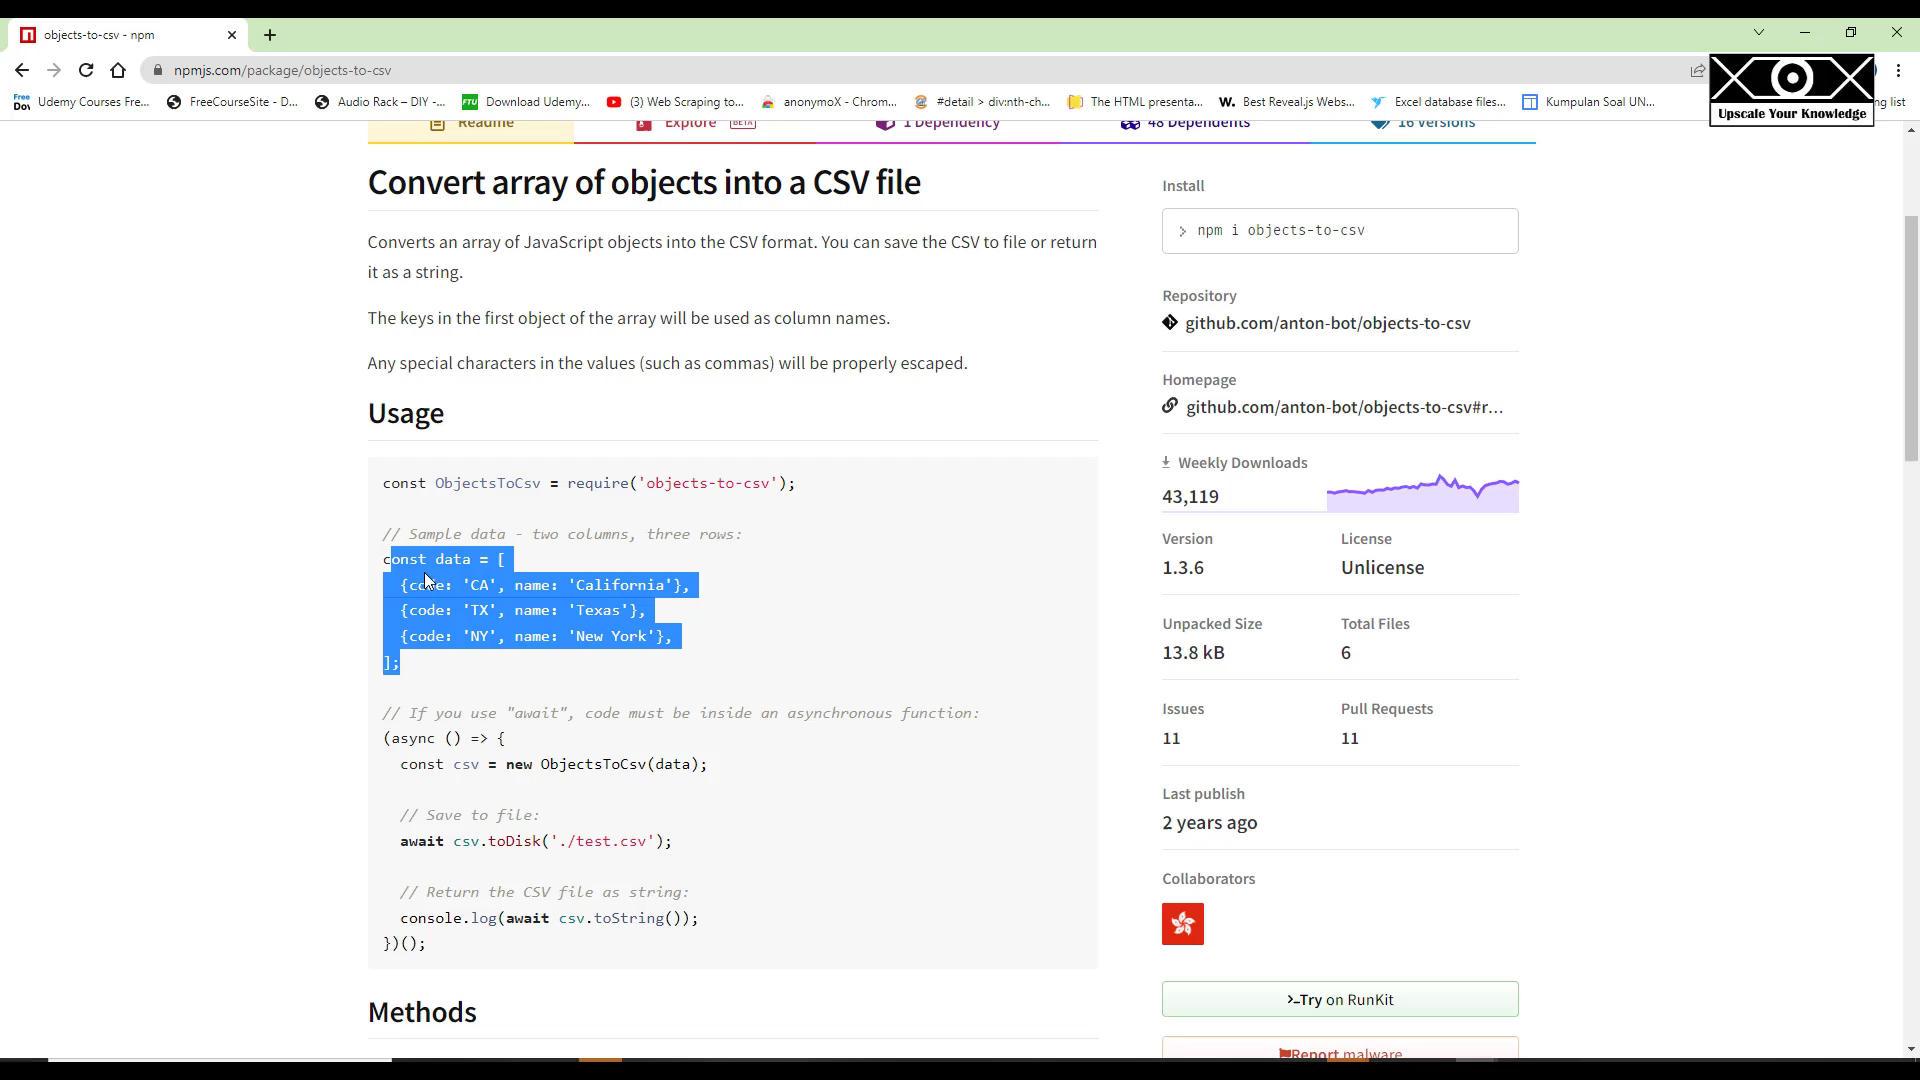 objects-to-csv - npm
npmjs.com/package/objects-to-csv
Udemy Courses Fre...
FreeCourseSite - D...
Audio Rack – DIY -...
FTU
Download Udemy...
(3) Web Scraping to...
anonymoX - Chrom...
#detail > div:nth-ch...
The HTML presenta...
W. Best Reveal.js Webs...
Excel database files...
Kumpulan Soal UN...
ng list
Upscale Your Knowledge
Readme
Explore BETA
1 Dependency
48 Dependents
16 Versions
Convert array of objects into a CSV file
Converts an array of JavaScript objects into the CSV format. You can save the CSV to file or return
it as a string.
The keys in the first object of the array will be used as column names.
Any special characters in the values (such as commas) will be properly escaped.
Usage
const ObjectsToCsv = require('objects-to-csv');
// Sample data - two columns, three rows:
const data = [
{code: 'CA', name: 'California'},
{code: 'TX', name: 'Texas'},
{code: 'NY', name: 'New York'},
];
// If you use "await", code must be inside an asynchronous function:
(async () => {
const csv = new ObjectsToCsv(data);
// Save to file:
await csv.toDisk('./test.csv');
// Return the CSV file as string:
console.log(await csv.toString());
})();
Methods
Install
> npm i objects-to-csv
Repository
github.com/anton-bot/objects-to-csv
Homepage
github.com/anton-bot/objects-to-csv#r...
Weekly Downloads
43,119
Version
License
1.3.6
Unlicense
Unpacked Size
Total Files
13.8 kB
6
Issues
Pull Requests
11
11
Last publish
2 years ago
Collaborators
Try on RunKit
Report malware